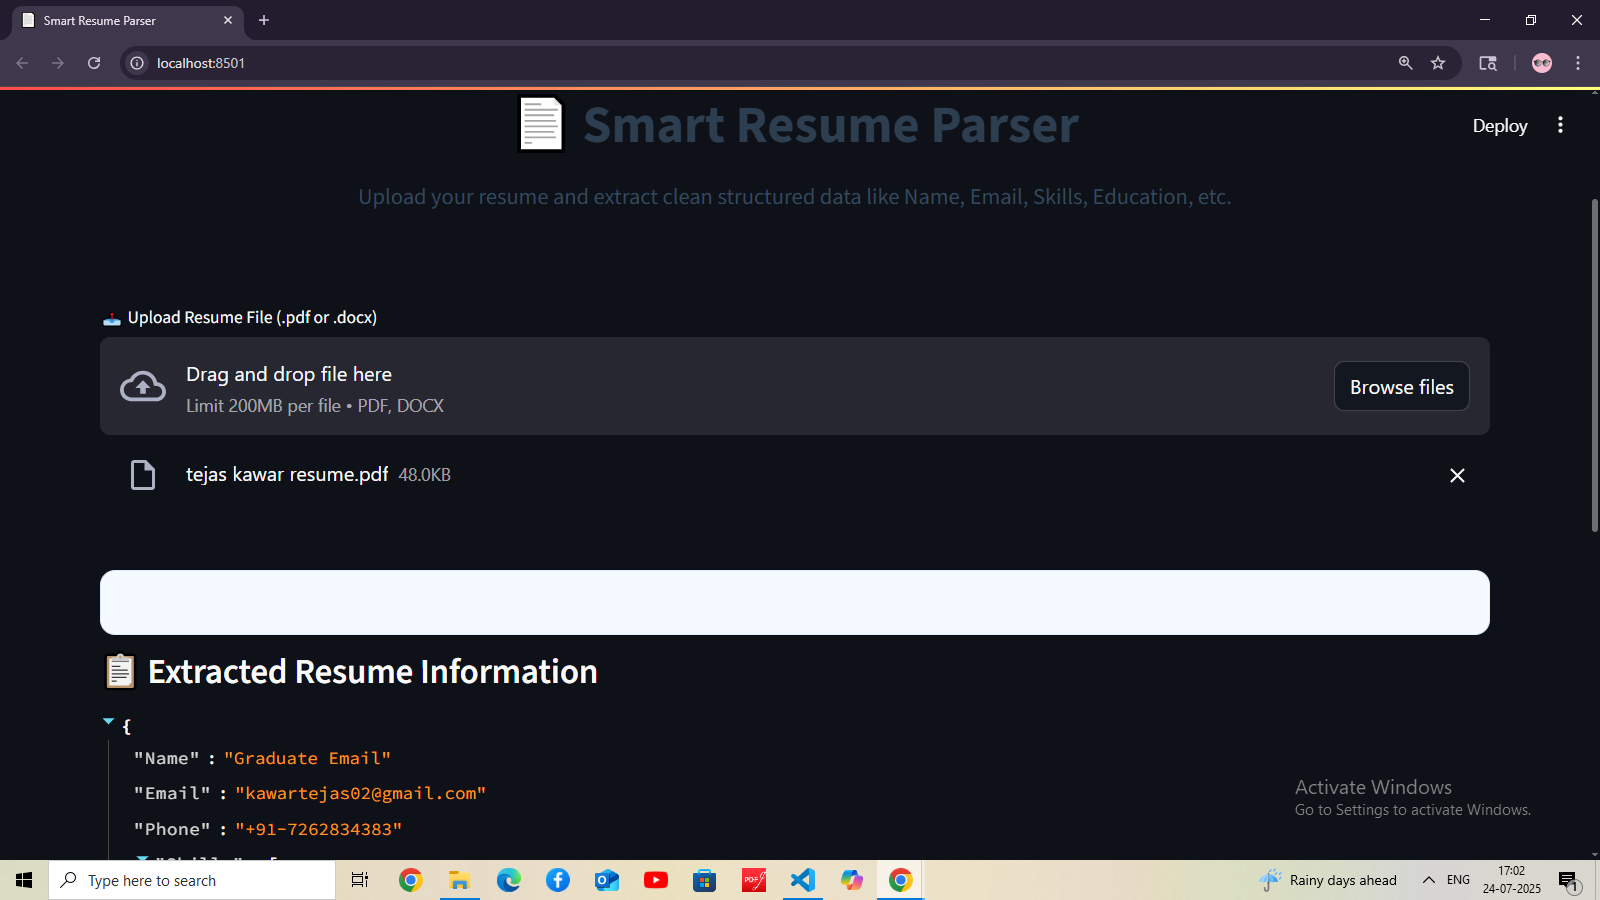 Smart Resume Parser
localhost:8501
Smart Resume Parser
Deploy
Upload your resume and extract clean structured data like Name, Email, Skills, Education, etc.
Upload Resume File (.pdf or .docx)
Drag and drop file here
Limit 200MB per file • PDF, DOCX
Browse files
tejas kawar resume.pdf 48.0KB
Extracted Resume Information
{
"Name" : "Graduate Email"
"Email" : "kawartejas02@gmail.com"
"Phone" : "+91-7262834383"
Activate Windows
Go to Settings to activate Windows.
Type here to search
PDF
Rainy days ahead
ENG
17:02
24-07-2025
1